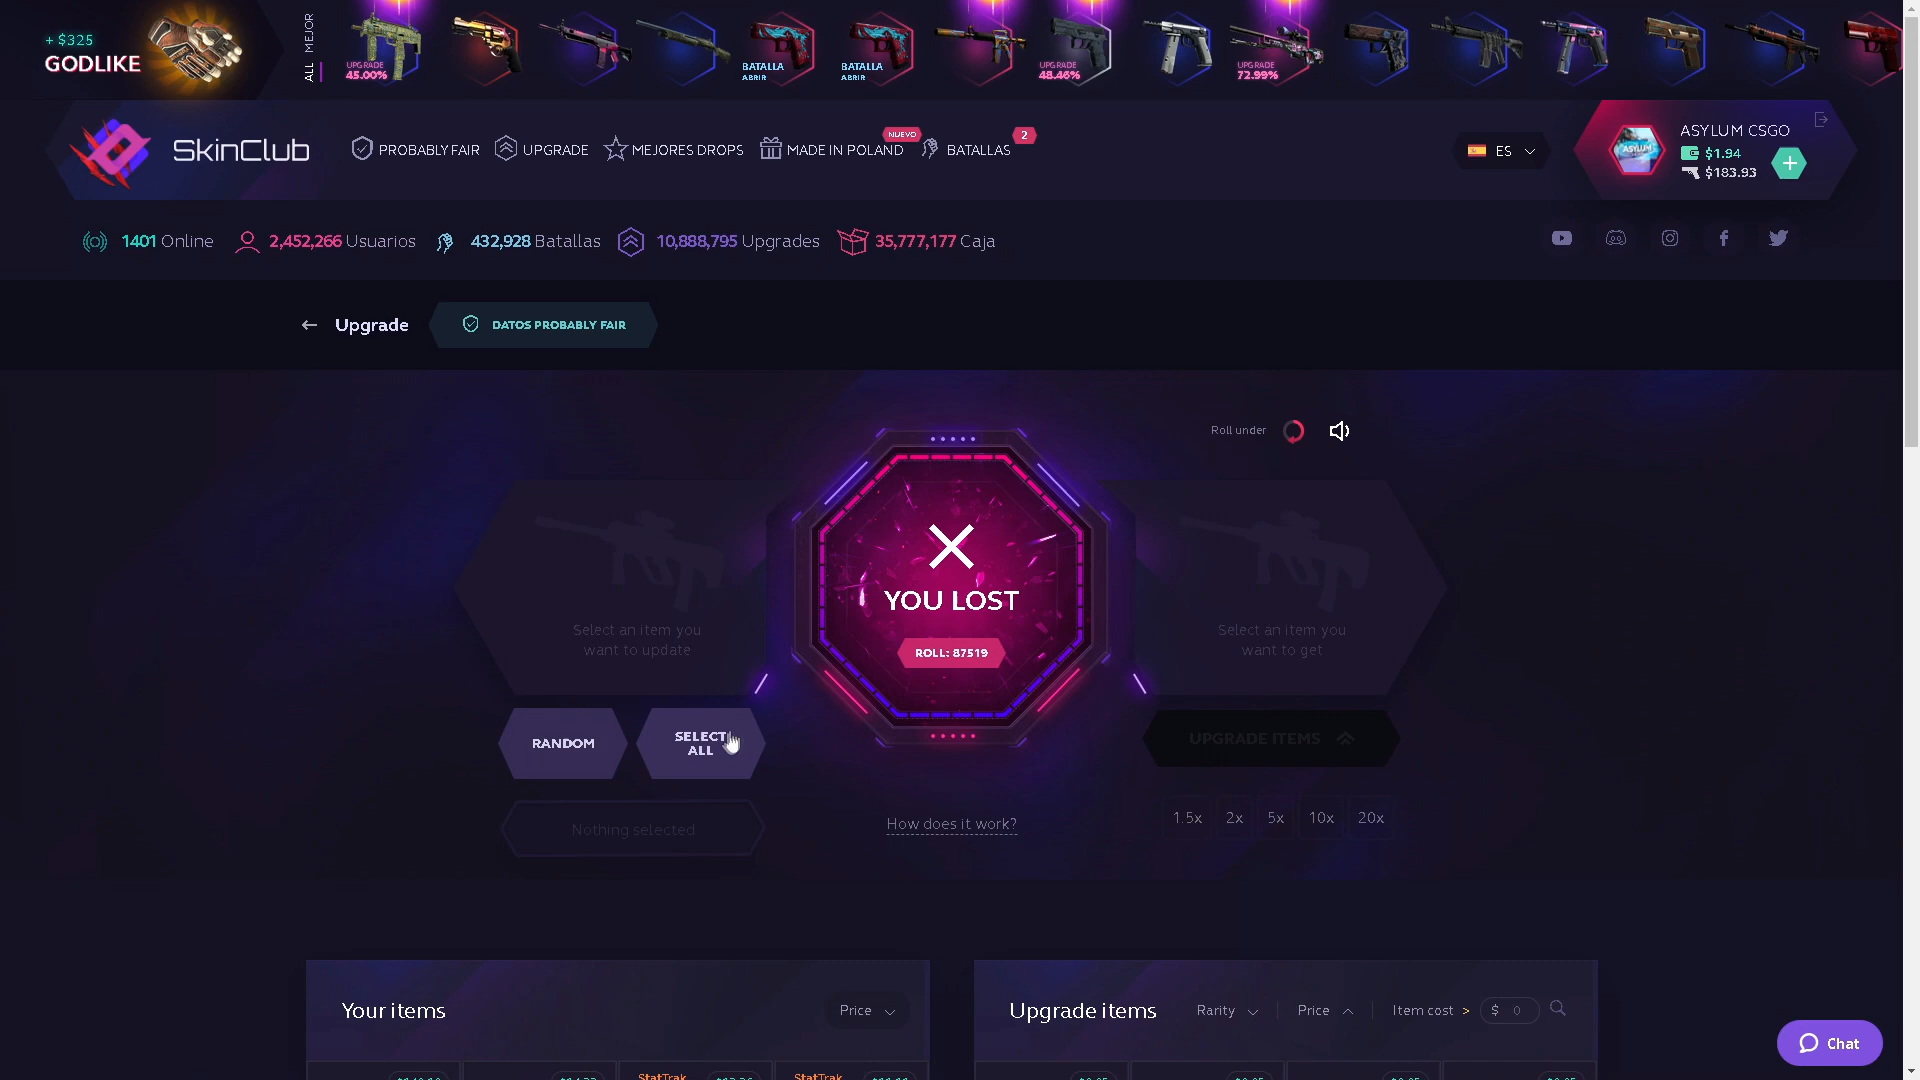 + $325
GODLIKE
ALL MEJOR
UPGRADE
45.00%
BATALLA
ABRIR
BATALLA
ABRIR
UPGRADE
48.46%
UPGRADE
72.99%
SKINCLUB
PROBABLY FAIR
UPGRADE
MEJORES DROPS
MADE IN POLAND
NUEVO
BATALLAS
2
ES
ASYLUM CSGO
$1.94
$183.93
1401 Online
2,452,266 Usuarios
432,928 Batallas
10,888,795 Upgrades
35,777,177 Caja
Upgrade
DATOS PROBABLY FAIR
Roll under
YOU LOST
ROLL: 87519
Select an item you
want to update
Select an item you
want to get
RANDOM
SELECT
ALL
UPGRADE ITEMS
Nothing selected
How does it work?
1.5x 2x 5x 10x 20x
Your items
Price
Upgrade items
Rarity
Price
Item cost > $ 0
StatTrak
StatTrak
Chat